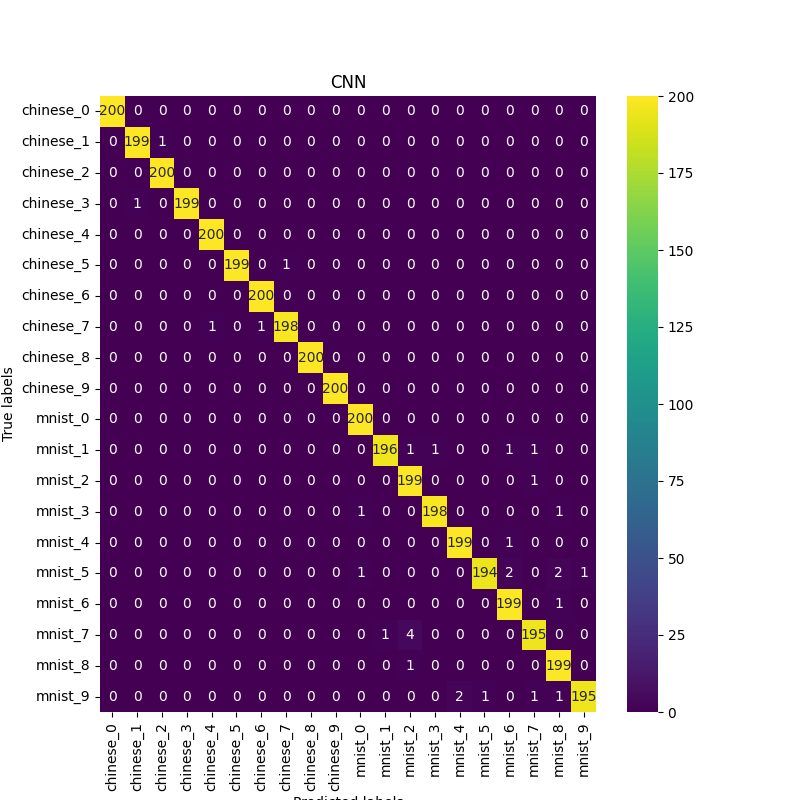 CNN
chinese_0 200 0 0 0 0 0 0 0 0 0 0 0 0 0 0 0 0 0 0 0
chinese_1 0 199 1 0 0 0 0 0 0 0 0 0 0 0 0 0 0 0 0 0
chinese_2 0 0 200 0 0 0 0 0 0 0 0 0 0 0 0 0 0 0 0 0
chinese_3 0 1 0 199 0 0 0 0 0 0 0 0 0 0 0 0 0 0 0 0
chinese_4 0 0 0 0 200 0 0 0 0 0 0 0 0 0 0 0 0 0 0 0
chinese_5 0 0 0 0 0 199 0 1 0 0 0 0 0 0 0 0 0 0 0 0
chinese_6 0 0 0 0 0 0 200 0 0 0 0 0 0 0 0 0 0 0 0 0
chinese_7 0 0 0 0 1 0 1 198 0 0 0 0 0 0 0 0 0 0 0 0
chinese_8 0 0 0 0 0 0 0 0 200 0 0 0 0 0 0 0 0 0 0 0
chinese_9 0 0 0 0 0 0 0 0 0 200 0 0 0 0 0 0 0 0 0 0
mnist_0 0 0 0 0 0 0 0 0 0 0 200 0 0 0 0 0 0 0 0 0
mnist_1 0 0 0 0 0 0 0 0 0 0 0 196 1 1 0 0 1 1 0 0
mnist_2 0 0 0 0 0 0 0 0 0 0 0 0 199 0 0 0 0 1 0 0
mnist_3 0 0 0 0 0 0 0 0 0 0 1 0 0 198 0 0 0 0 1 0
mnist_4 0 0 0 0 0 0 0 0 0 0 0 0 0 0 199 0 1 0 0 0
mnist_5 0 0 0 0 0 0 0 0 0 0 1 0 0 0 0 194 2 0 2 1
mnist_6 0 0 0 0 0 0 0 0 0 0 0 0 0 0 0 0 199 0 1 0
mnist_7 0 0 0 0 0 0 0 0 0 0 0 1 4 0 0 0 0 195 0 0
mnist_8 0 0 0 0 0 0 0 0 0 0 0 0 1 0 0 0 0 0 199 0
mnist_9 0 0 0 0 0 0 0 0 0 0 0 0 0 0 2 1 0 1 1 195
True labels
chinese_0
chinese_1
chinese_2
chinese_3
chinese_4
chinese_5
chinese_6
chinese_7
chinese_8
chinese_9
mnist_0
mnist_1
mnist_2
mnist_3
mnist_4
mnist_5
mnist_6
mnist_7
mnist_8
mnist_9
Predicted labels
200
175
150
125
100
75
50
25
0